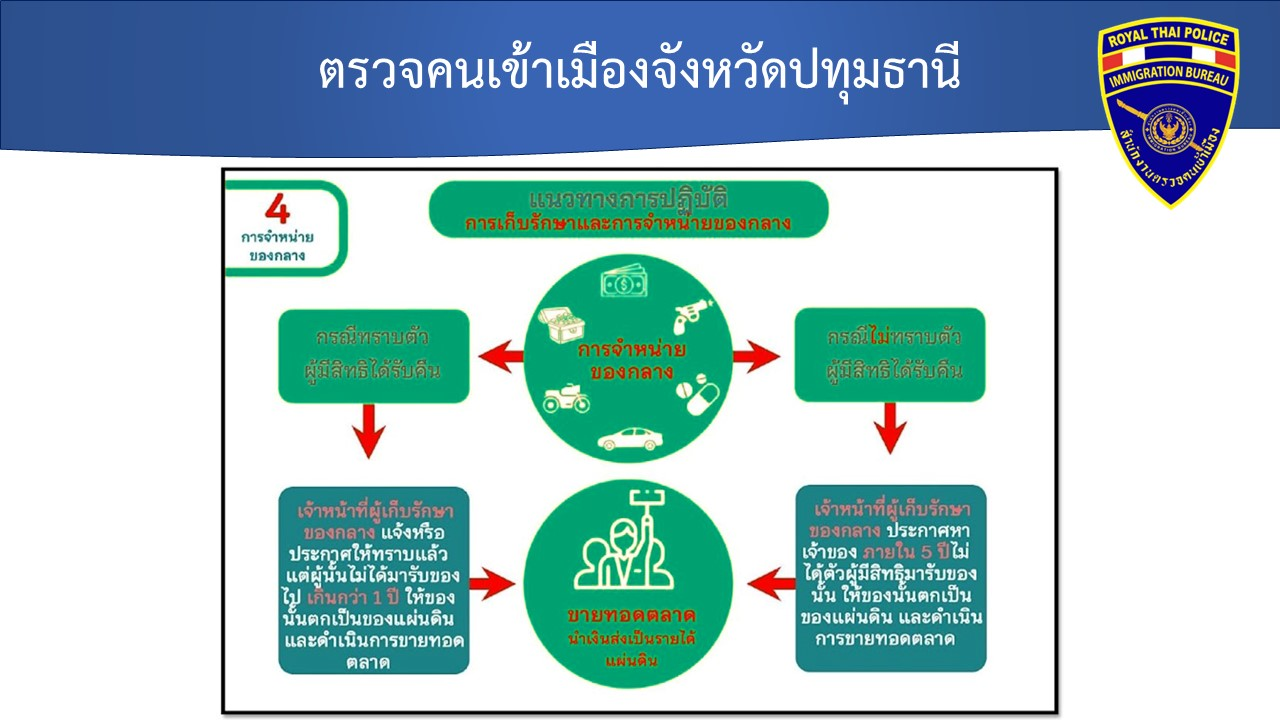 ตรวจคนเข้าเมืองจังหวัดปทุมธานี
ROYAL THAI POLICE
IMMIGRATION BUREAU
สำนักงานตรวจคนเข้าเมือง
4
การจำหน่าย
ของกลาง
แนวทางการปฏิบัติ
การเก็บรักษาและการจำหน่ายของกลาง
กรณีทราบตัว
ผู้มีสิทธิได้รับคืน
การจำหน่าย
ของกลาง
กรณีไม่ทราบตัว
ผู้มีสิทธิได้รับคืน
เจ้าหน้าที่ผู้เก็บรักษา
ของกลาง แจ้งหรือ
ประกาศให้ทราบแล้ว
แต่ผู้นั้นไม่ได้มารับของ
ไป เกินกว่า 1 ปี ให้ของ
นั้นตกเป็นของแผ่นดิน
และดำเนินการขายทอด
ตลาด
ขายทอดตลาด
นำเงินส่งเป็นรายได้
แผ่นดิน
เจ้าหน้าที่ผู้เก็บรักษา
ของกลาง ประกาศหา
เจ้าของ ภายใน 5 ปีไม่
ได้ตัวผู้มีสิทธิมารับของ
นั้น ให้ของนั้นตกเป็น
ของแผ่นดิน และดำเนิน
การขายทอดตลาด